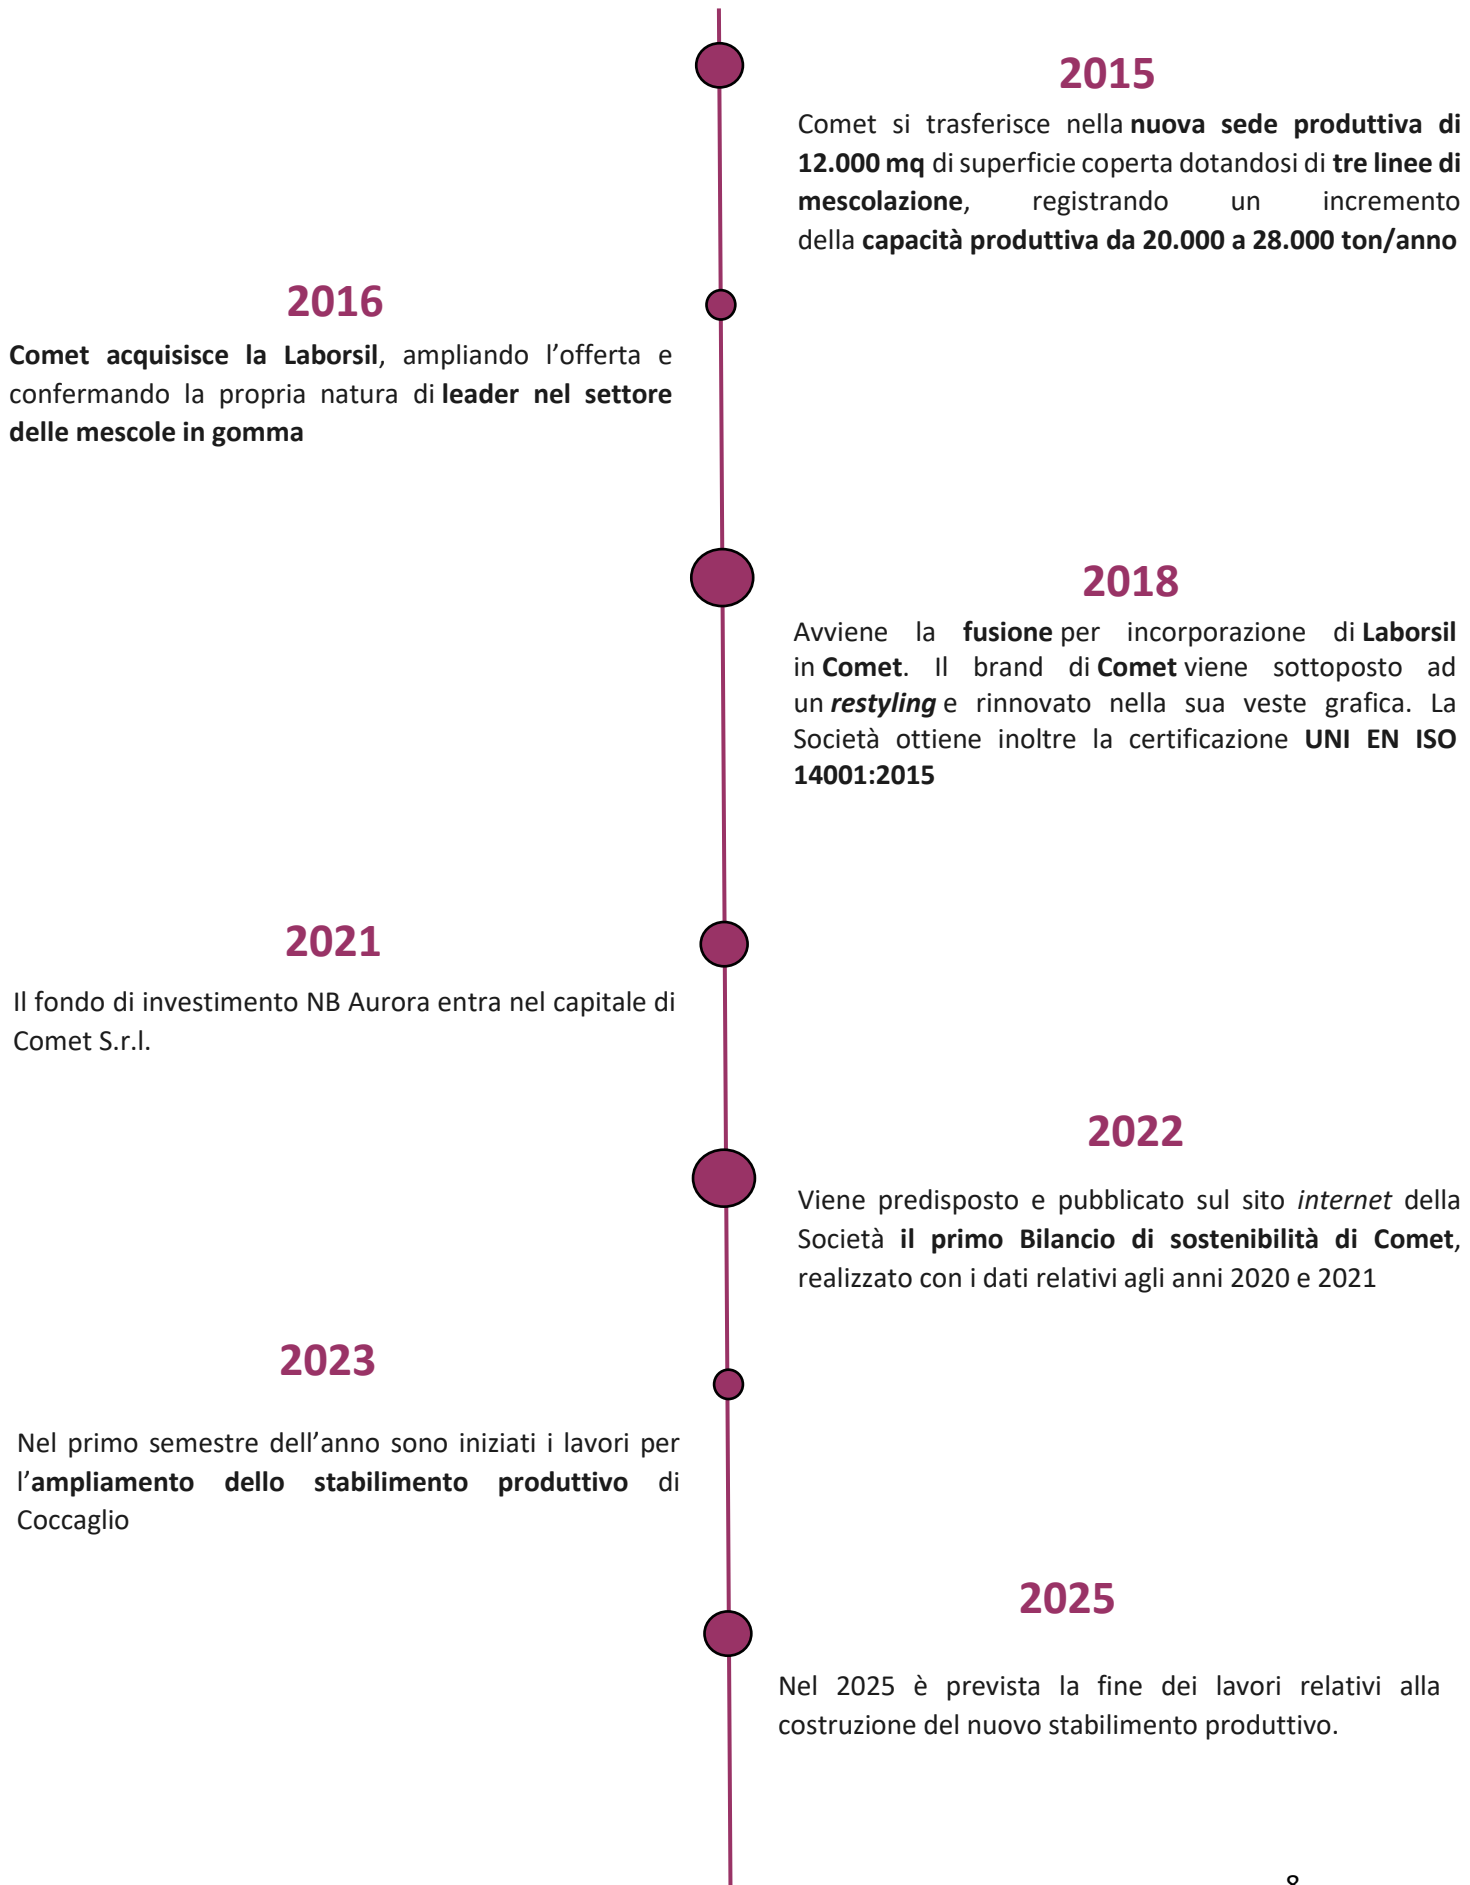 2015
Comet si trasferisce nella nuova sede produttiva di
12.000 mq di superficie coperta dotandosi di tre linee di
mescolazione, registrando un incremento
della capacità produttiva da 20.000 a 28.000 ton/anno
2016
Comet acquisisce la Laborsil, ampliando l’offerta e
confermando la propria natura di leader nel settore
delle mescole in gomma
2018
Avviene la fusione per incorporazione di Laborsil
in Comet. Il brand di Comet viene sottoposto ad
un restyling e rinnovato nella sua veste grafica. La
Società ottiene inoltre la certificazione UNI EN ISO
14001:2015
2021
Il fondo di investimento NB Aurora entra nel capitale di
Comet S.r.l.
2022
Viene predisposto e pubblicato sul sito internet della
Società il primo Bilancio di sostenibilità di Comet,
realizzato con i dati relativi agli anni 2020 e 2021
2023
Nel primo semestre dell’anno sono iniziati i lavori per
l’ampliamento dello stabilimento produttivo di
Coccaglio
2025
Nel 2025 è prevista la fine dei lavori relativi alla
costruzione del nuovo stabilimento produttivo.
8